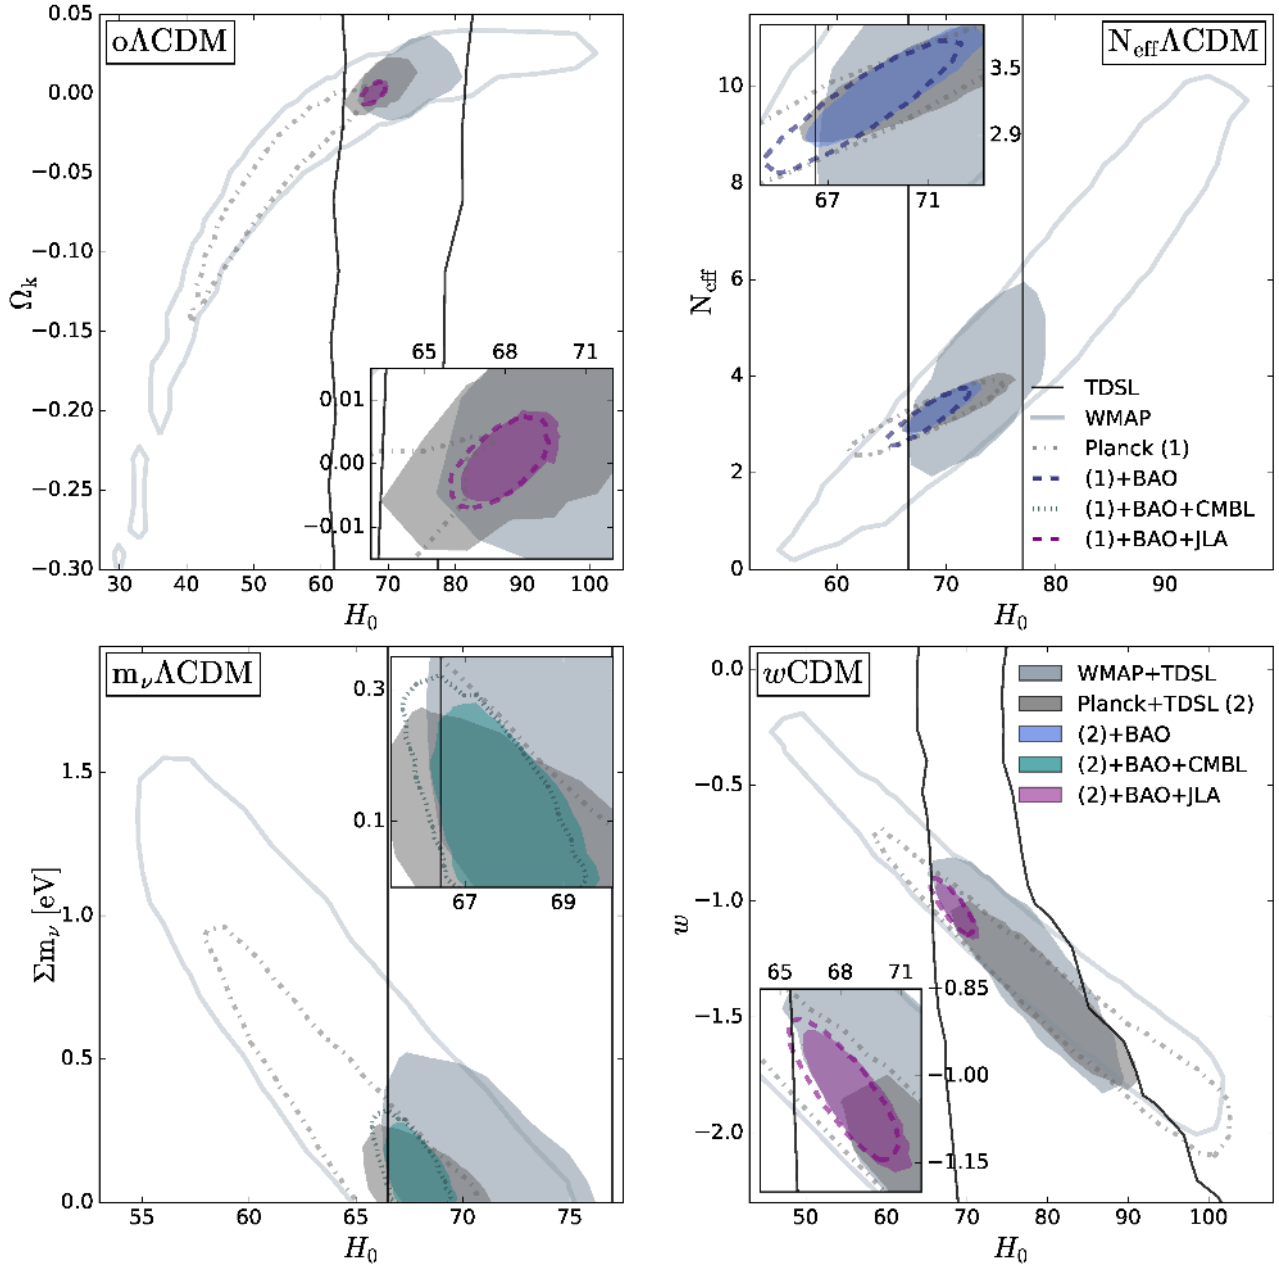 oΛCDM
0.05
0.00
−0.05
−0.10
−0.15
−0.20
−0.25
−0.30
Ωk
65 68 71
0.01
0.00
−0.01
30 40 50 60 70 80 90 100
H0
NeffΛCDM
3.5
2.9
67 71
10
8
6
4
2
0
Neff
TDSL
WMAP
Planck (1)
(1)+BAO
(1)+BAO+CMBL
(1)+BAO+JLA
60 70 80 90
H0
mνΛCDM
0.3
0.1
67 69
1.5
1.0
0.5
0.0
Σmν [eV]
55 60 65 70 75
H0
wCDM
WMAP+TDSL
Planck+TDSL (2)
(2)+BAO
(2)+BAO+CMBL
(2)+BAO+JLA
0.0
−0.5
−1.0
−1.5
−2.0
w
65 68 71
−0.85
−1.00
−1.15
50 60 70 80 90 100
H0